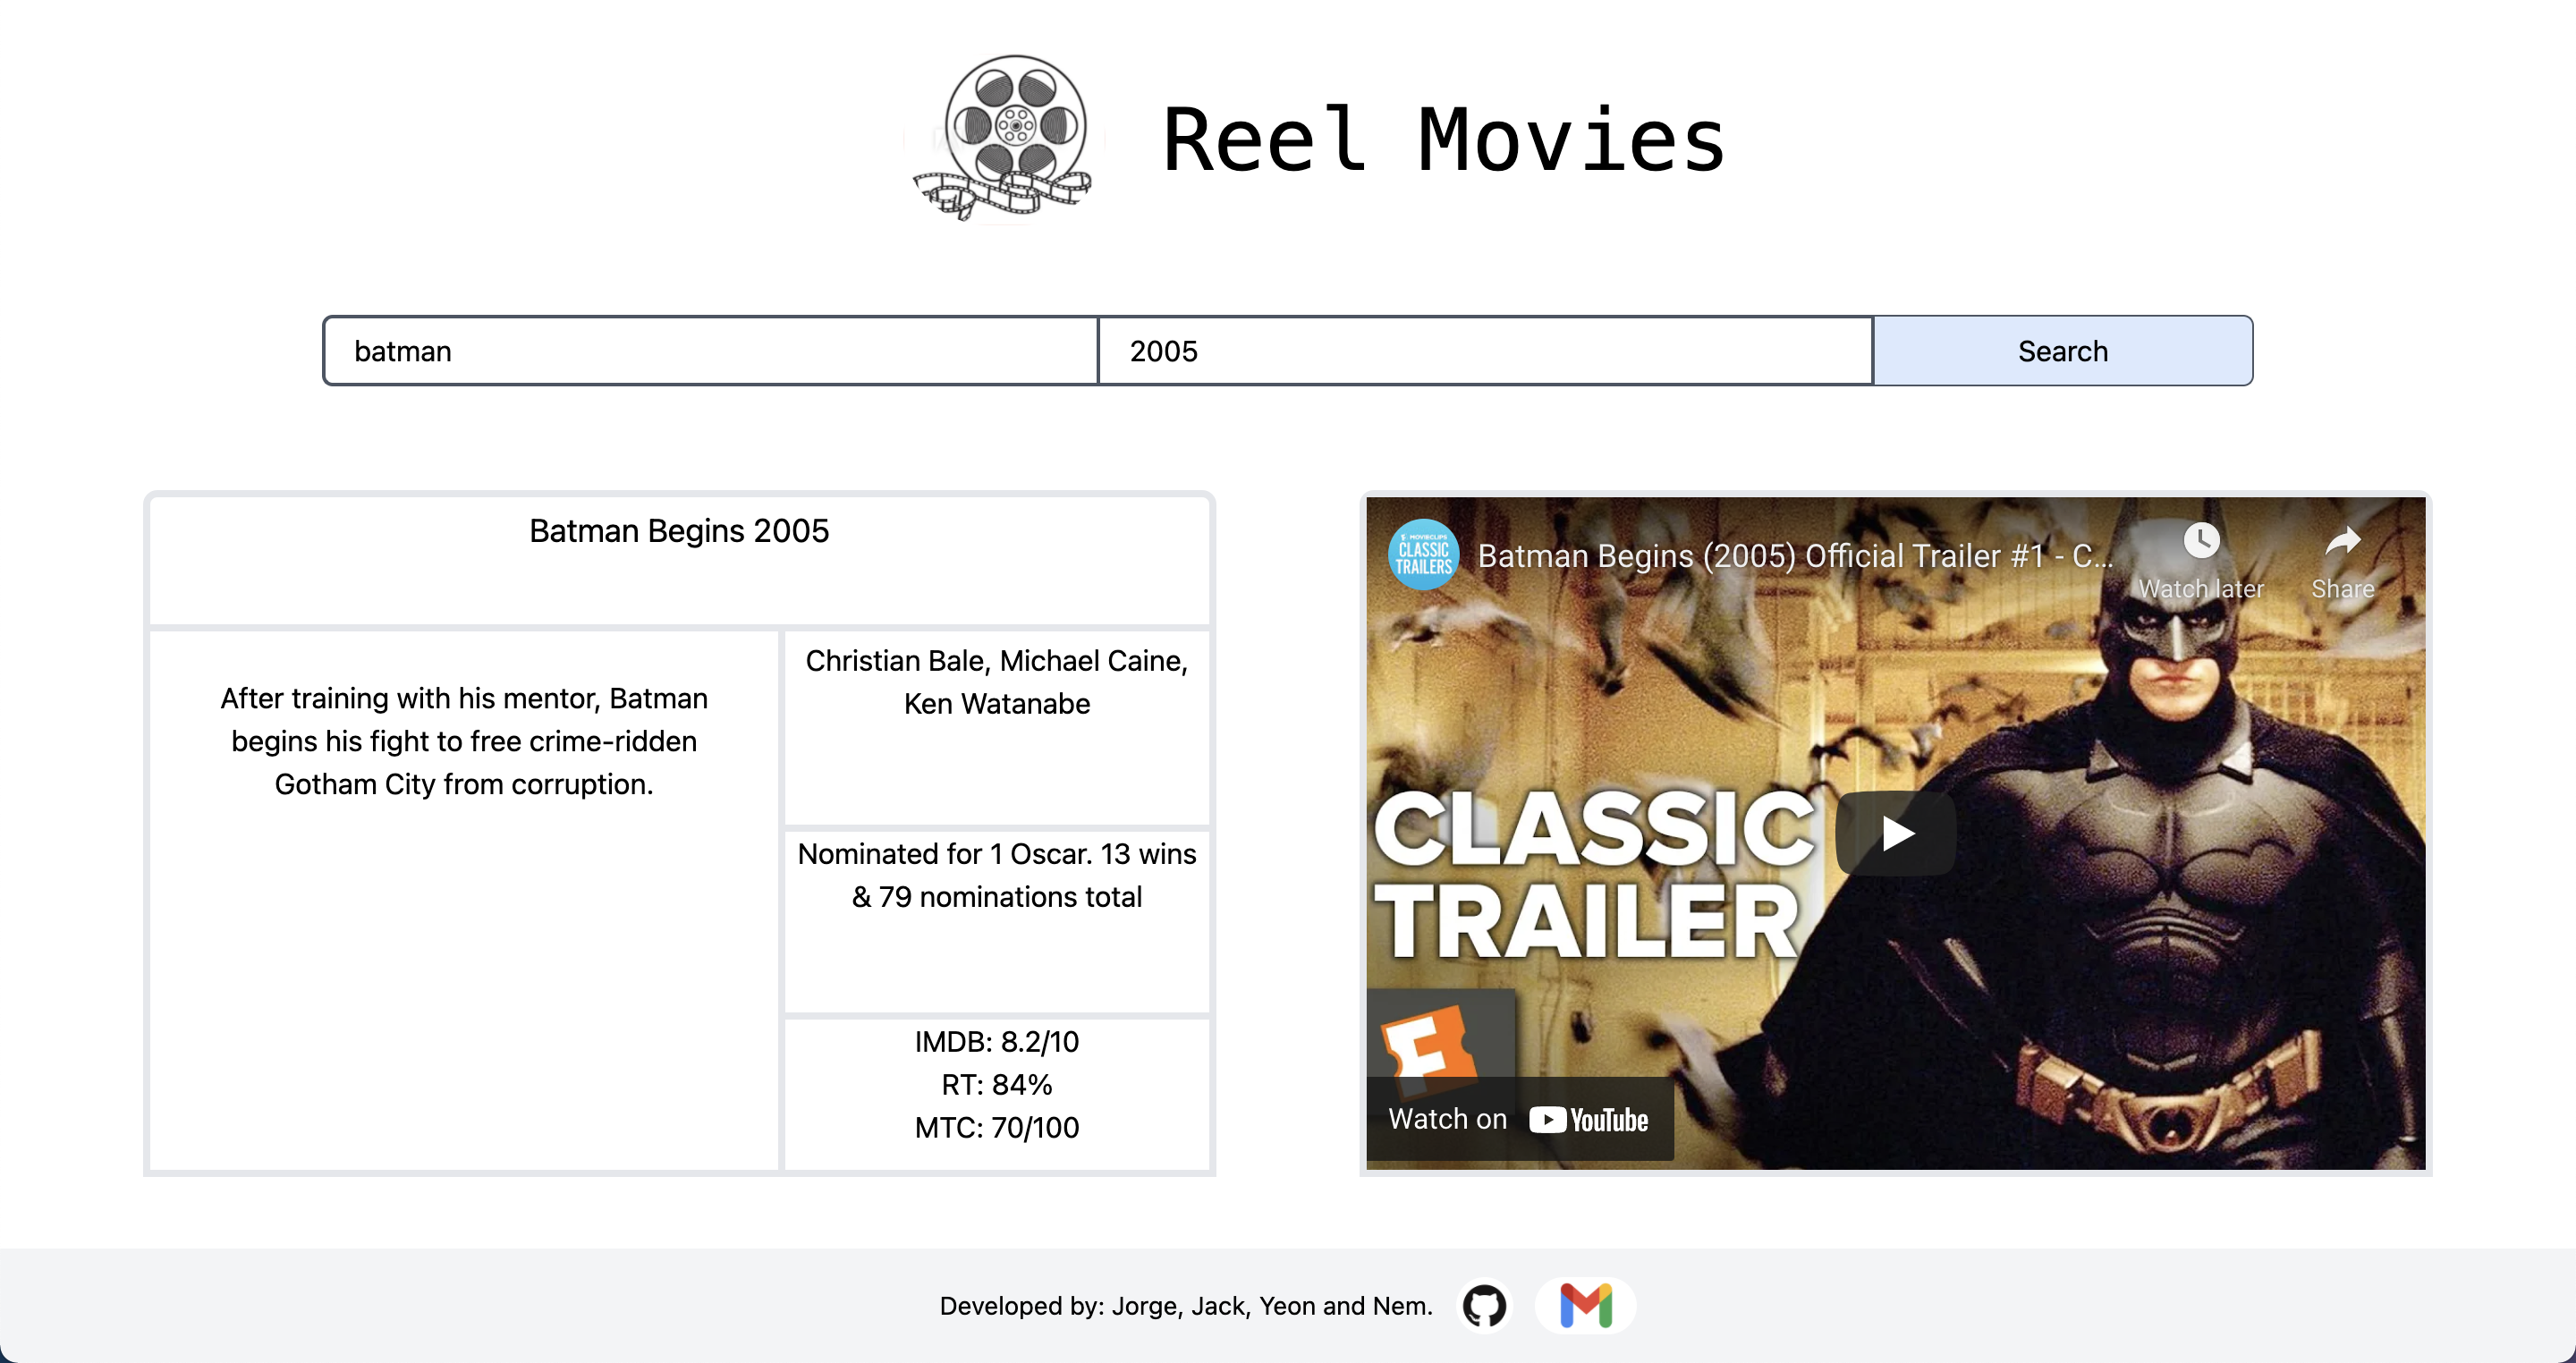 Reel Movies
batman
2005
Search
Batman Begins 2005
After training with his mentor, Batman
begins his fight to free crime-ridden
Gotham City from corruption.
Christian Bale, Michael Caine,
Ken Watanabe
Nominated for 1 Oscar. 13 wins
& 79 nominations total
IMDB: 8.2/10
RT: 84%
MTC: 70/100
MOVIECLIPS
CLASSIC
TRAILERS
Batman Begins (2005) Official Trailer #1 - C...
Watch later
Share
CLASSIC
TRAILER
Watch on YouTube
Developed by: Jorge, Jack, Yeon and Nem.